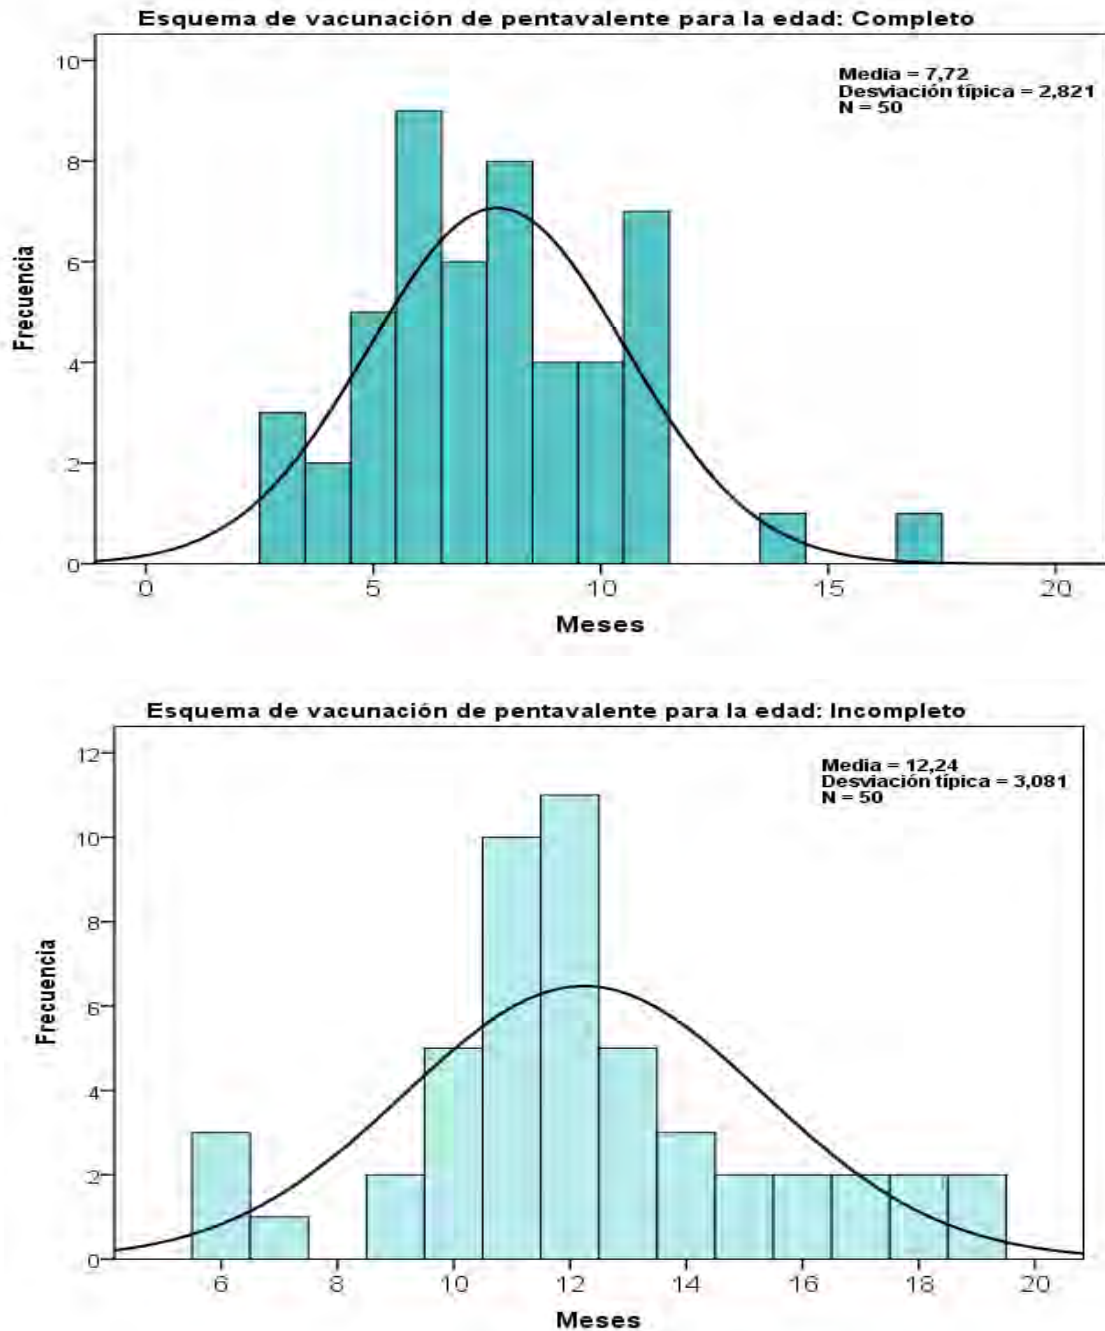 Esquema de vacunación de pentavalente para la edad: Completo
Media = 7,72
Desviación típica = 2,821
N = 50
10
8
6
4
2
0
Frecuencia
0 5 10 15 20
Meses
Esquema de vacunación de pentavalente para la edad: Incompleto
Media = 12,24
Desviación típica = 3,081
N = 50
12
10
8
6
4
2
0
Frecuencia
6 8 10 12 14 16 18 20
Meses